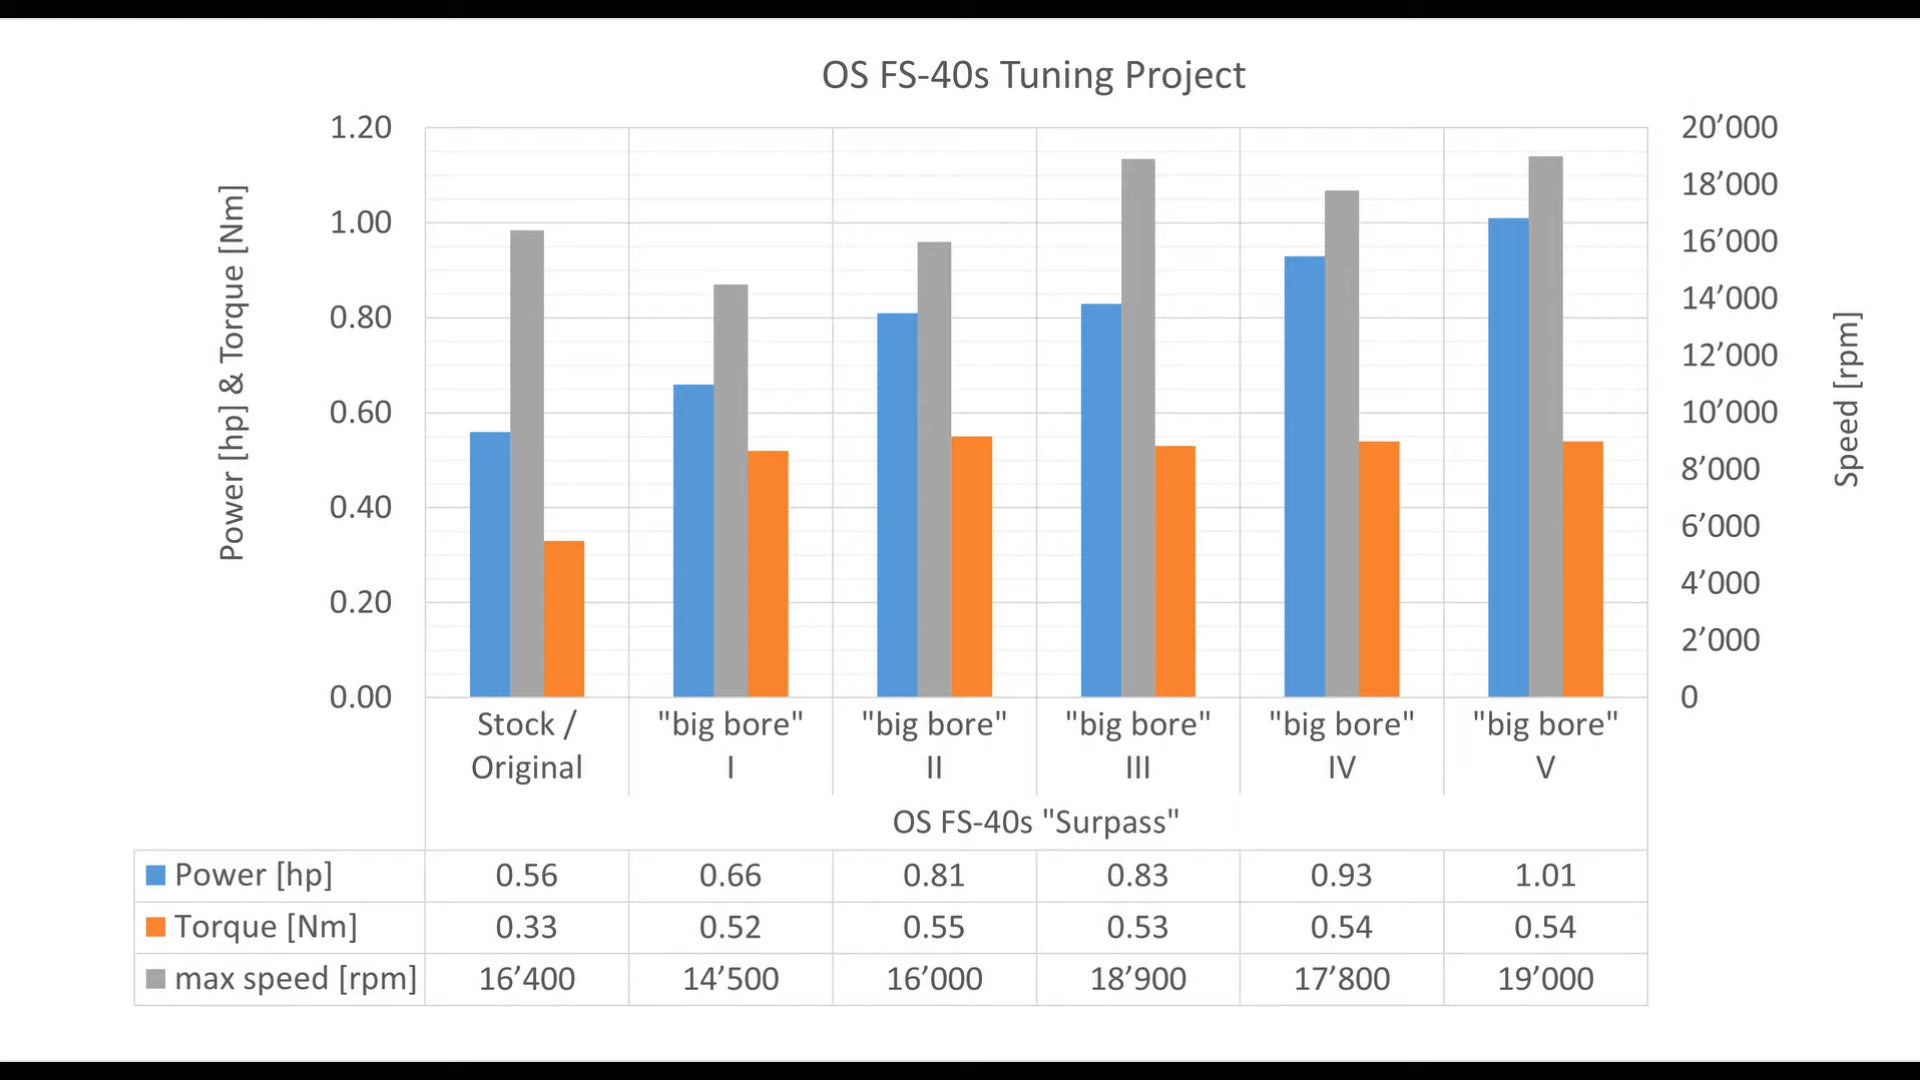 OS FS-40s Tuning Project
1.20
1.00
0.80
0.60
0.40
0.20
0.00
Power [hp] & Torque [Nm]
20’000
18’000
16’000
14’000
12’000
10’000
8’000
6’000
4’000
2’000
0
Speed [rpm]
Stock /
Original
"big bore"
I
"big bore"
II
"big bore"
III
"big bore"
IV
"big bore"
V
OS FS-40s "Surpass"
Power [hp] 0.56 0.66 0.81 0.83 0.93 1.01
Torque [Nm] 0.33 0.52 0.55 0.53 0.54 0.54
max speed [rpm] 16’400 14’500 16’000 18’900 17’800 19’000